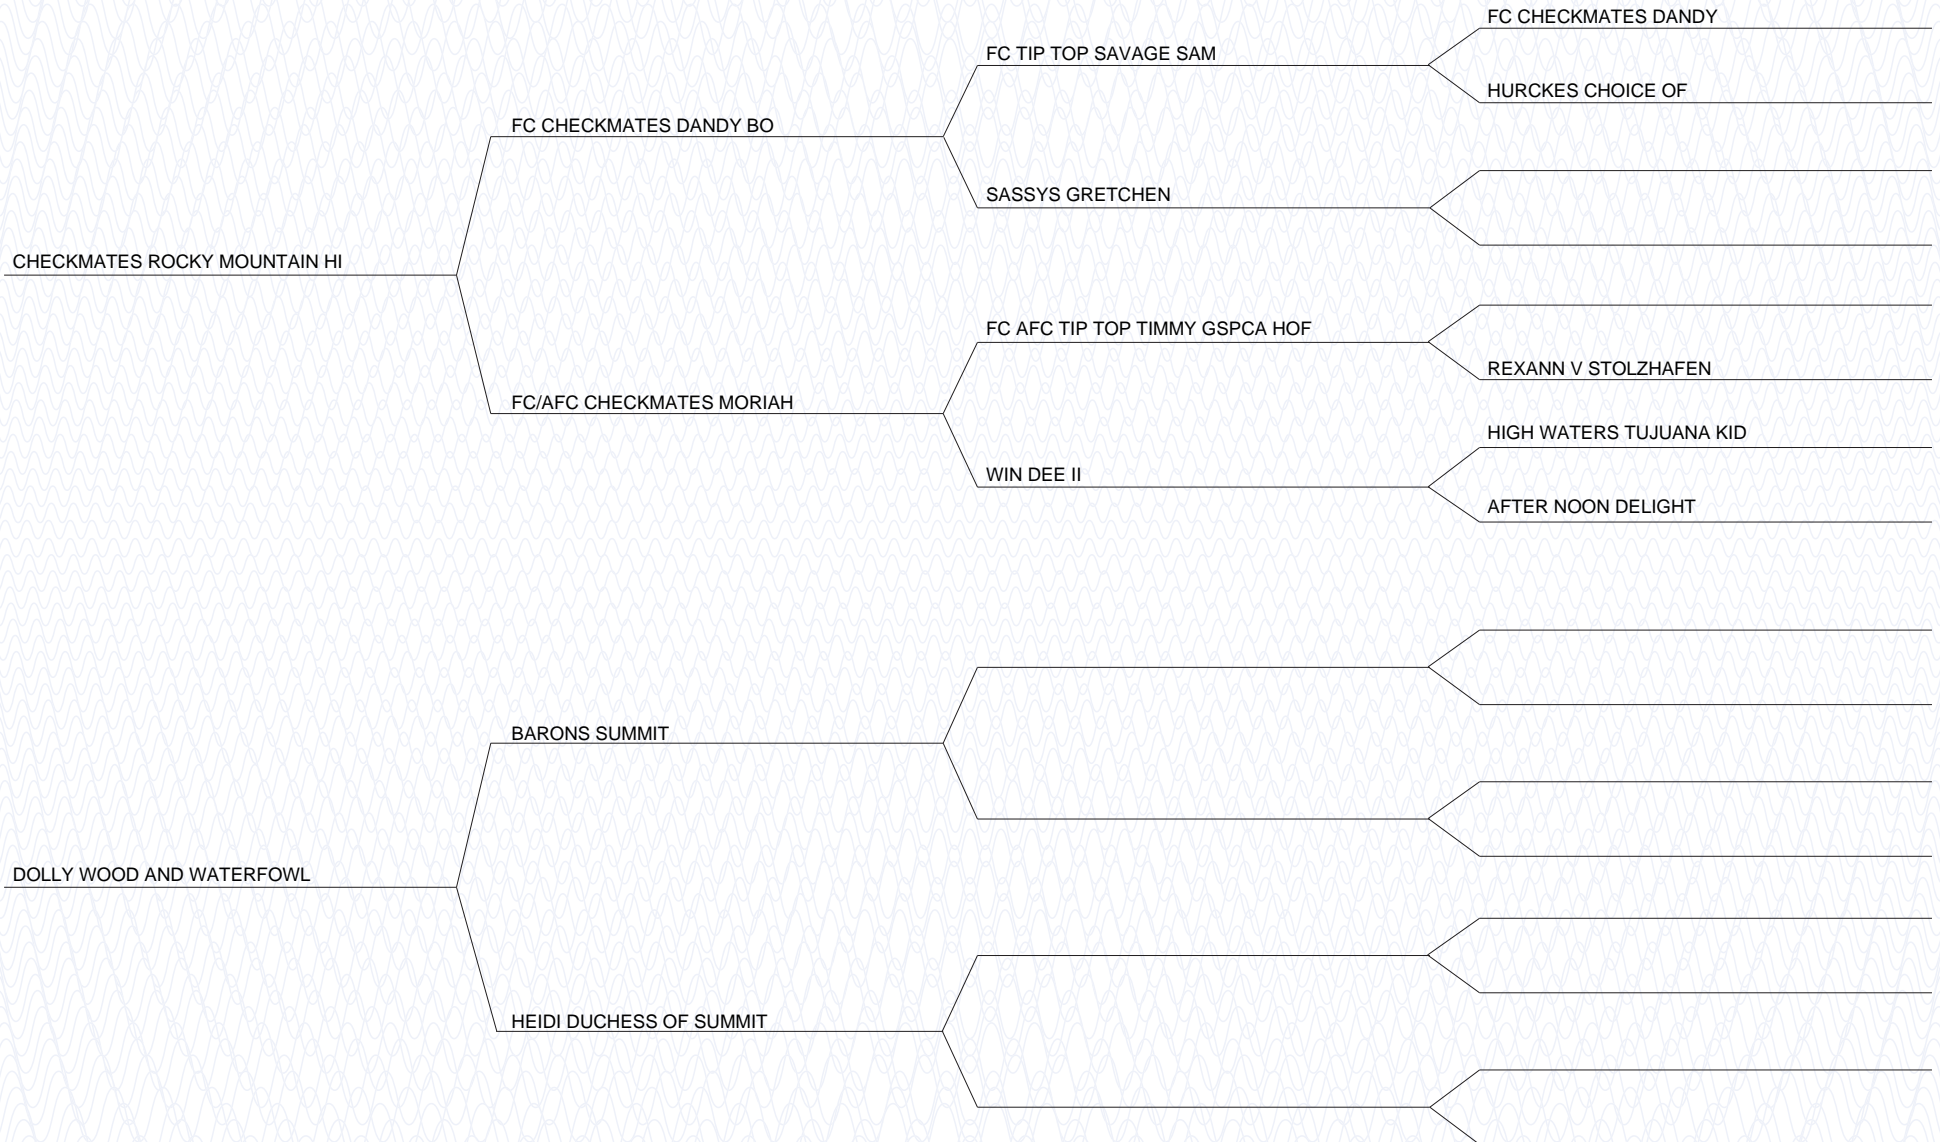 FC CHECKMATES DANDY
FC TIP TOP SAVAGE SAM
HURCKES CHOICE OF
FC CHECKMATES DANDY BO
SASSYS GRETCHEN
CHECKMATES ROCKY MOUNTAIN HI
FC AFC TIP TOP TIMMY GSPCA HOF
REXANN V STOLZHAFEN
FC/AFC CHECKMATES MORIAH
HIGH WATERS TUJUANA KID
WIN DEE II
AFTER NOON DELIGHT
BARONS SUMMIT
DOLLY WOOD AND WATERFOWL
HEIDI DUCHESS OF SUMMIT